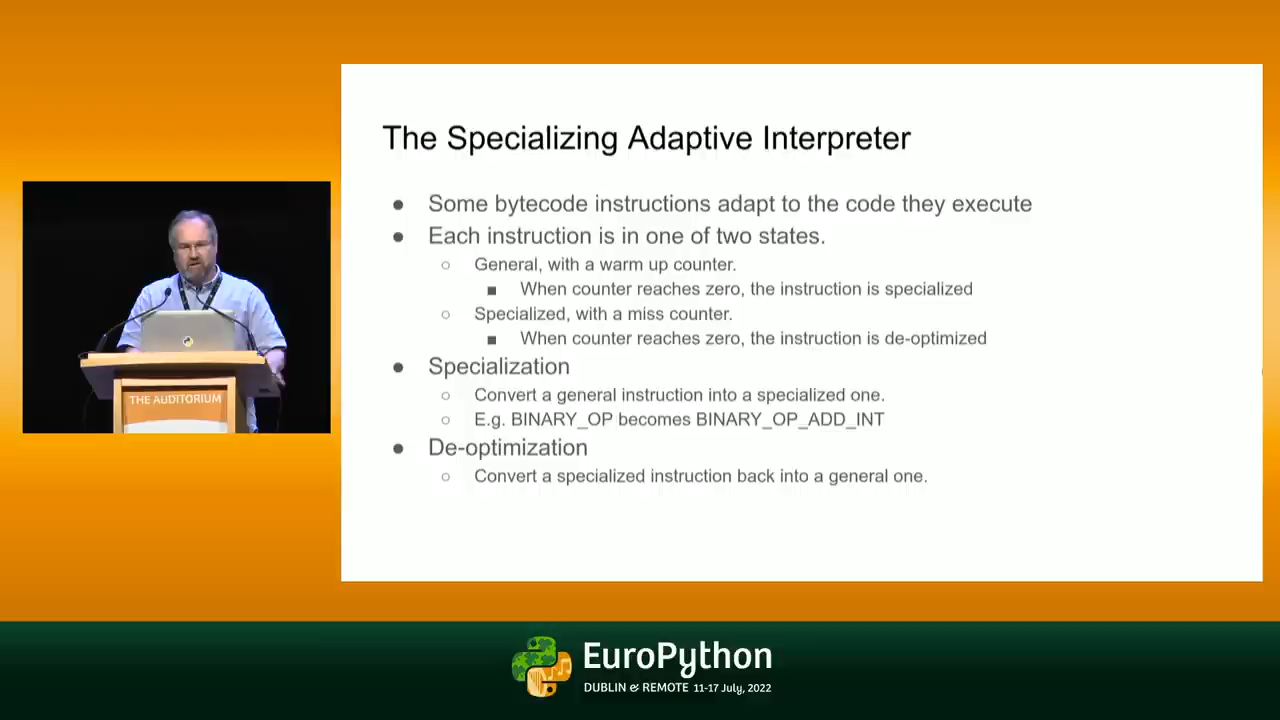 The Specializing Adaptive Interpreter
Some bytecode instructions adapt to the code they execute
Each instruction is in one of two states.
General, with a warm up counter.
When counter reaches zero, the instruction is specialized
Specialized, with a miss counter.
When counter reaches zero, the instruction is de-optimized
Specialization
Convert a general instruction into a specialized one.
E.g. BINARY_OP becomes BINARY_OP_ADD_INT
De-optimization
Convert a specialized instruction back into a general one.
THE AUDITORIUM
EuroPython
DUBLIN & REMOTE 11-17 July, 2022